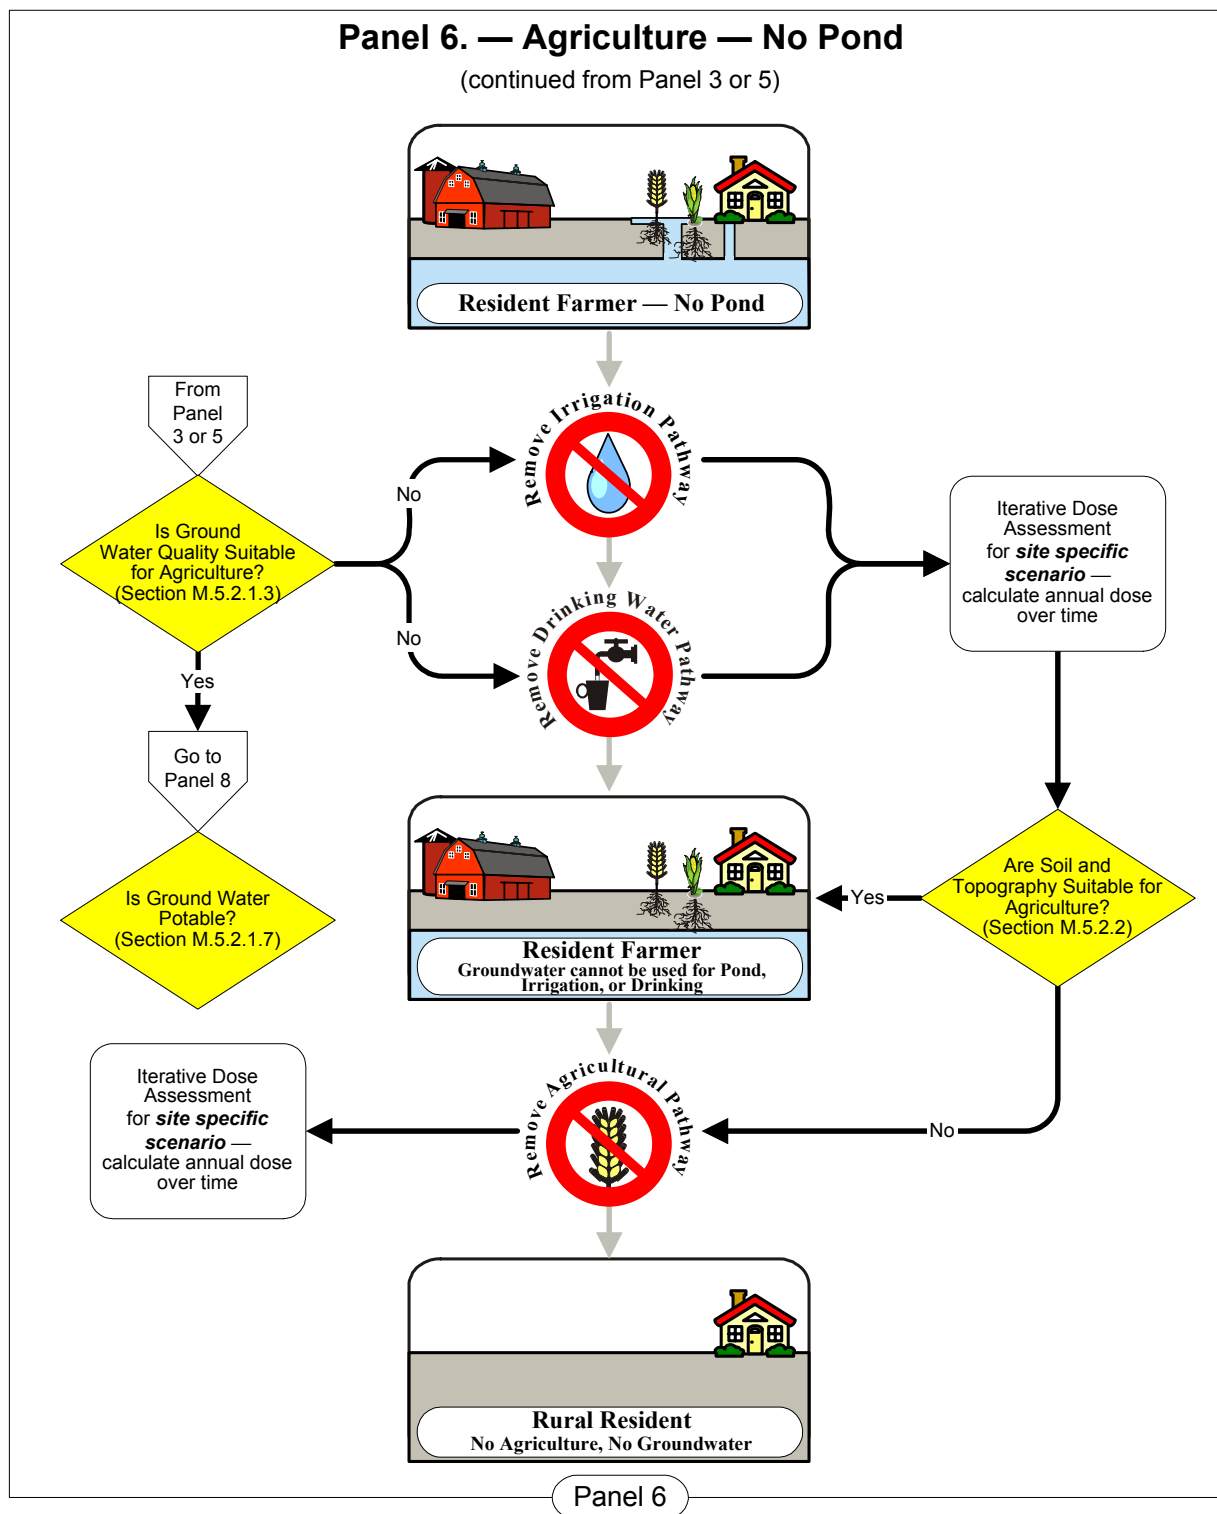 Panel 6. — Agriculture — No Pond
(continued from Panel 3 or 5)
Resident Farmer — No Pond
From
Panel
3 or 5
Remove Irrigation Pathway
No
Is Ground
Water Quality Suitable
for Agriculture?
(Section M.5.2.1.3)
Iterative Dose
Assessment
for site specific
scenario —
calculate annual dose
over time
No
Remove Drinking Water Pathway
Yes
Go to
Panel 8
Is Ground Water
Potable?
(Section M.5.2.1.7)
Are Soil and
Topography Suitable for
Agriculture?
(Section M.5.2.2)
Yes
Resident Farmer
Groundwater cannot be used for Pond,
Irrigation, or Drinking
Iterative Dose
Assessment
for site specific
scenario —
calculate annual dose
over time
Remove Agricultural Pathway
No
Rural Resident
No Agriculture, No Groundwater
Panel 6